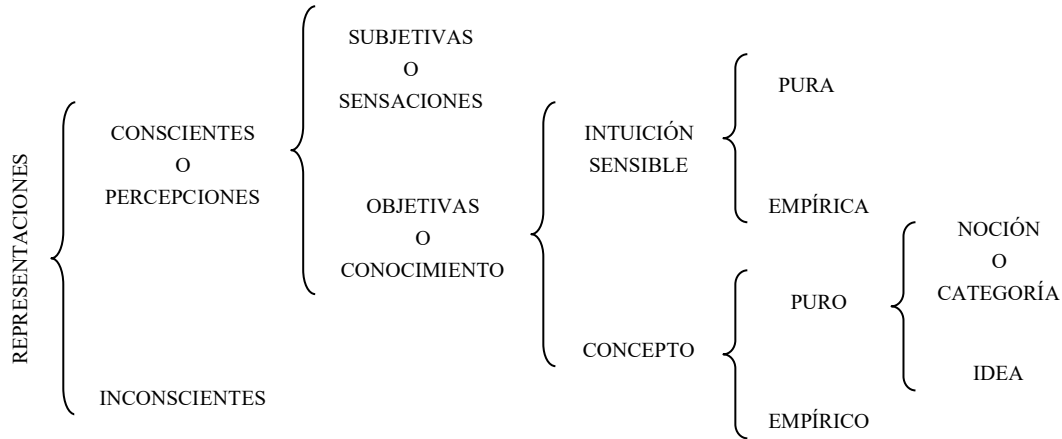 REPRESENTACIONES
CONSCIENTES
O
PERCEPCIONES
INCONSCIENTES
SUBJETIVAS
O
SENSACIONES
OBJETIVAS
O
CONOCIMIENTO
INTUICIÓN
SENSIBLE
CONCEPTO
PURA
EMPÍRICA
PURO
EMPÍRICO
NOCIÓN
O
CATEGORÍA
IDEA